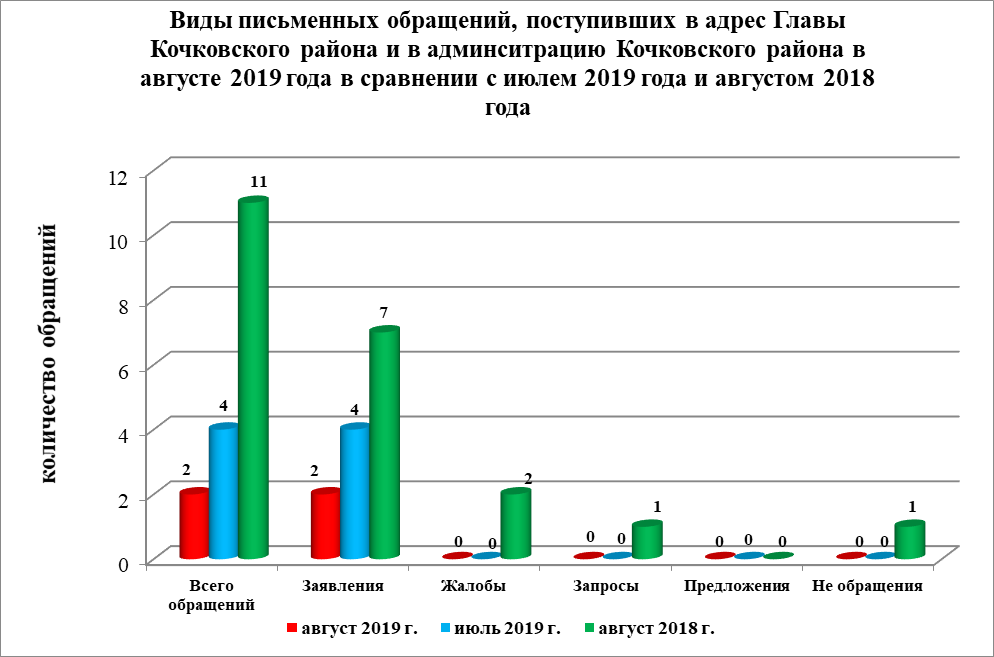 Виды письменных обращений, поступивших в адрес Главы
Кочковского района и в админситрацию Кочковского района в
августе 2019 года в сравнении с июлем 2019 года и августом 2018
года
количество обращений
12
10
8
6
4
2
0
2
4
11
2
4
7
0
0
2
0
0
1
0
0
0
0
0
1
Всего
обращений
Заявления
Жалобы
Запросы
Предложения
Не обращения
август 2019 г.
июль 2019 г.
август 2018 г.